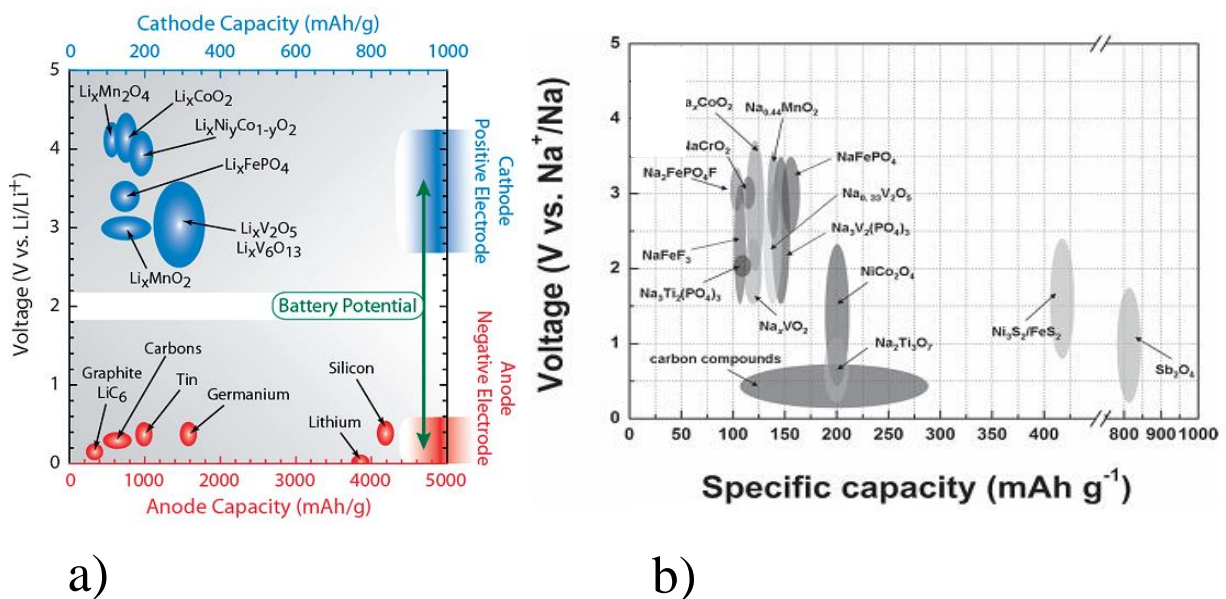 Cathode Capacity (mAh/g)
0 200 400 600 800 1000
5
4
3
2
1
0
Voltage (V vs. Li/Li⁺)
LiₓMn₂O₄
LiₓCoO₂
LiₓNiᵧCo₁₋ᵧO₂
LiₓFePO₄
LiₓV₂O₅
LiₓV₆O₁₃
LiₓMnO₂
Cathode
Positive Electrode
Battery Potential
Anode
Negative Electrode
Carbons
Graphite
LiC₆
Tin
Germanium
Silicon
Lithium
0 1000 2000 3000 4000 5000
Anode Capacity (mAh/g)
a)
5
4
3
2
1
0
Voltage (V vs. Na⁺/Na)
aₓCoO₂
Na₀.₄₄MnO₂
NaCrO₂
NaFePO₄
Na₂FePO₄F
Na₀.₃₃V₂O₅
Na₃V₂(PO₄)₃
NaFeF₃
NiCo₂O₄
Na₃Ti₂(PO₄)₃
NaₓVO₂
Ni₃S₂/FeS₂
Na₂Ti₃O₇
carbon compounds
Sb₂O₄
0 50 100 150 200 250 300 350 400 800 900 1000
Specific capacity (mAh g⁻¹)
b)